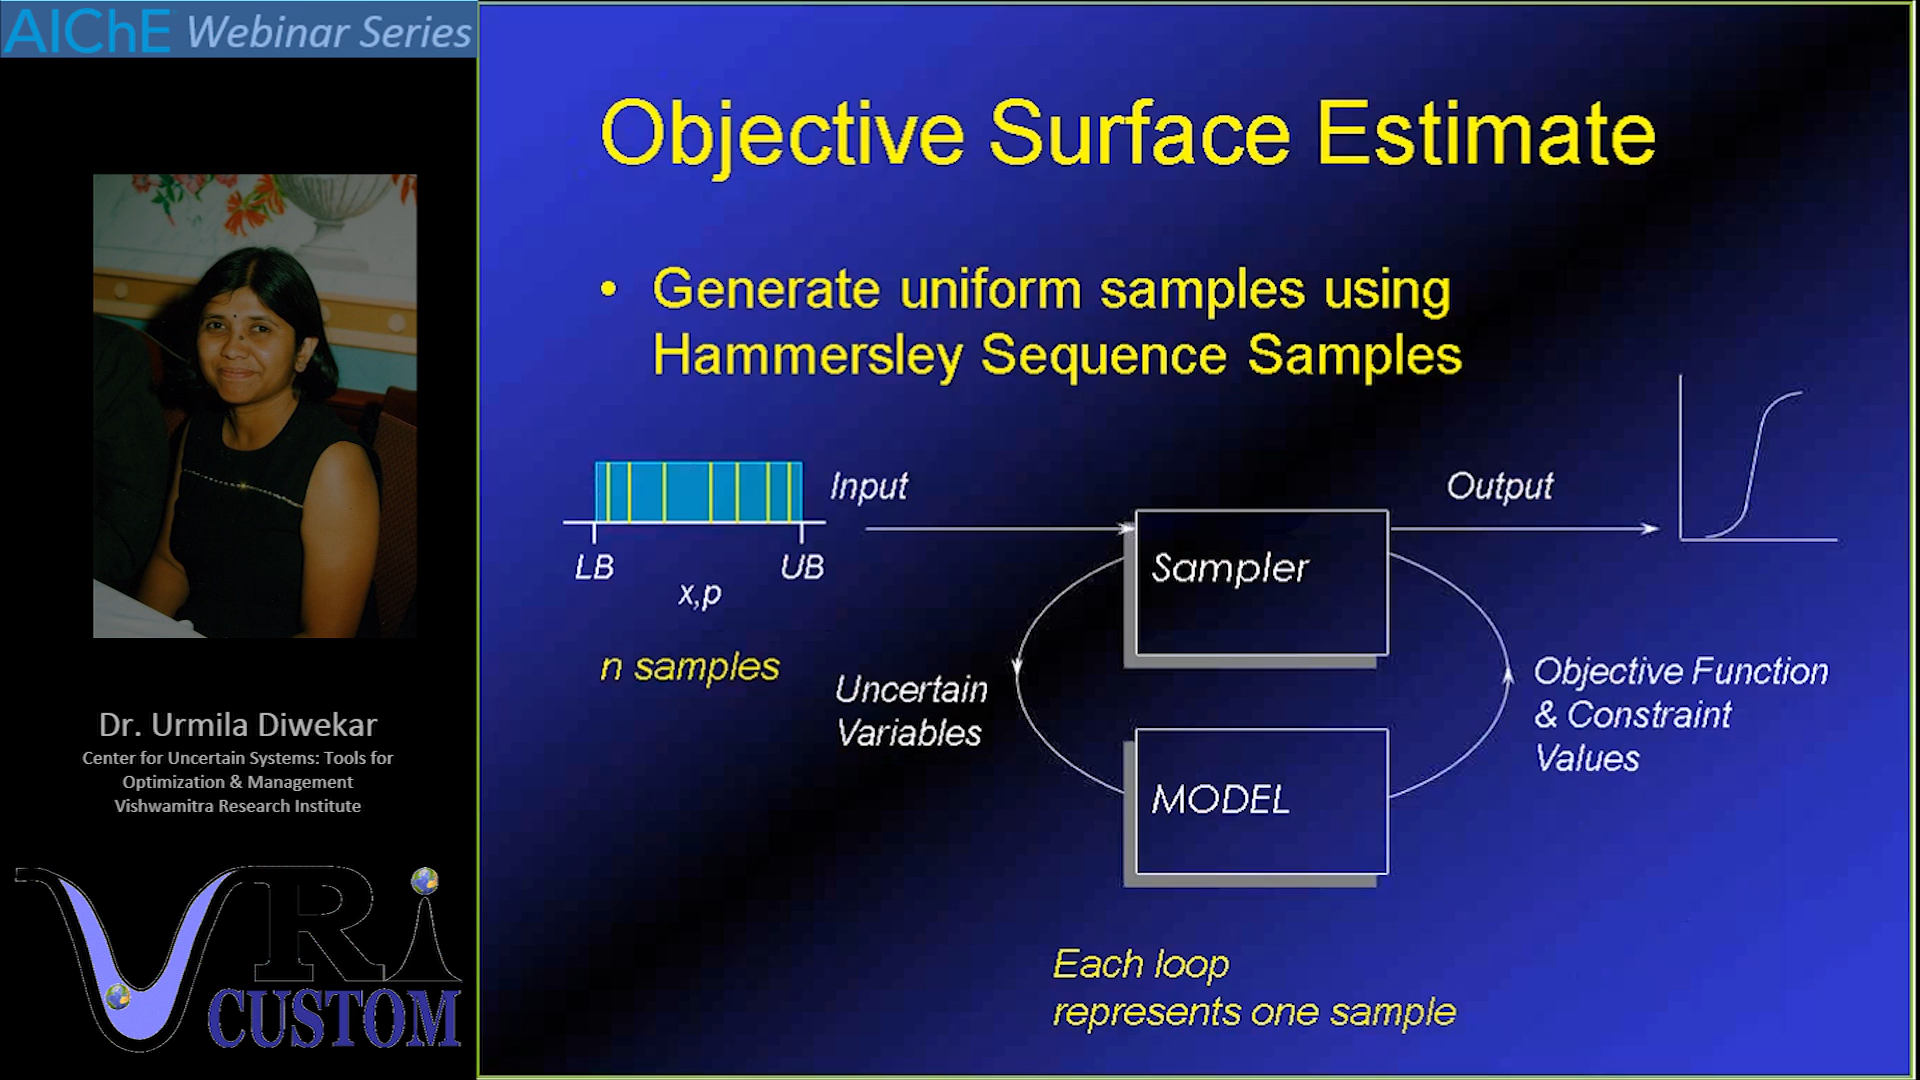 AIChE Webinar Series
Objective Surface Estimate
• Generate uniform samples using
Hammersley Sequence Samples
Input
Output
LB
UB
x,p
n samples
Sampler
Uncertain
Variables
MODEL
Objective Function
& Constraint
Values
Each loop
represents one sample
Dr. Urmila Diwekar
Center for Uncertain Systems: Tools for
Optimization & Management
Vishwamitra Research Institute
VRi
CUSTOM